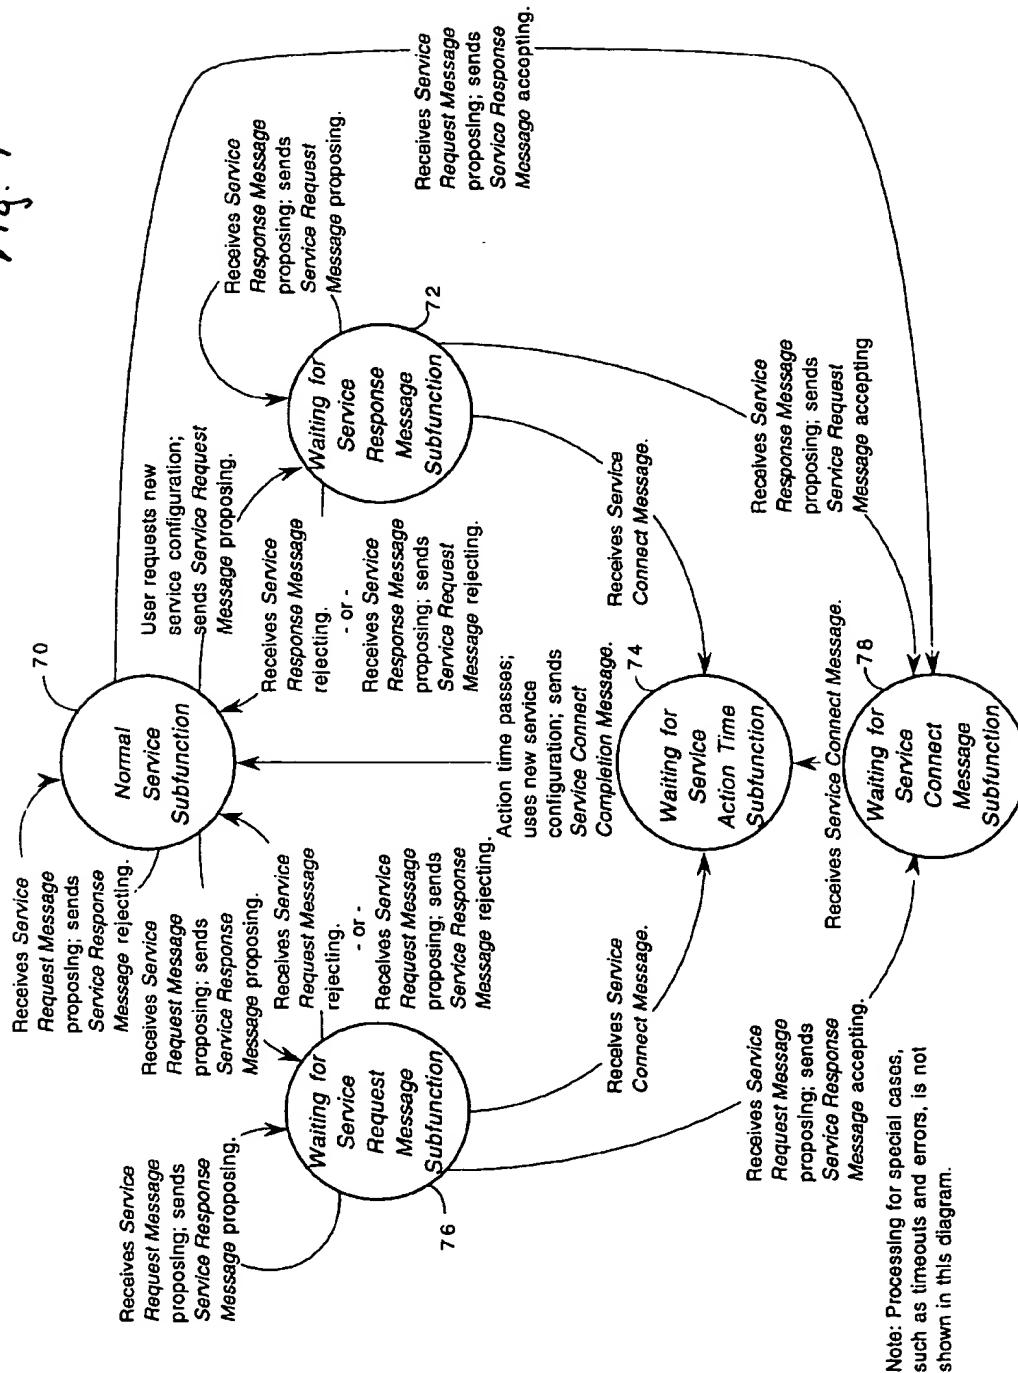 Receives Service
Request Message
proposing; sends
Service Rosponse
Mossago accepting.
Receives Service
Response Message
proposing; sends
Service Request
Message proposing.
72
Waiting for
Service
Response
Message
Subfunction
User requests new
service configuration;
sends Service Request
Message proposing.
70
Normal
Service
Subfunction
Receives Service
Request Message
proposing; sends
Service Response
Message rejecting.
Receives Service
Request Message
proposing; sends
Service Response
Message proposing.
Receives Service
Response Message
rejecting.
- or -
Receives Service
Response Message
proposing; sends
Service Request
Message rejecting.
Receives Service
Request Message
rejecting.
- or -
Receives Service
Request Message
proposing; sends
Service Response
Message rejecting.
Action time passes;
uses new service
configuration; sends
Service Connect
Completion Message.
Receives Service
Request Message
proposing; sends
Service Response
Message proposing.
Waiting for
Service
Request
Message
Subfunction
76
Receives Service
Connect Message.
Receives Service
Connect Message.
74
Waiting for
Service
Action Time
Subfunction
Receives Service
Response Message
proposing; sends
Service Request
Message accepting
Receives Service
Request Message
proposing; sends
Service Response
Message accepting.
Receives Service Connect Message.
78
Waiting for
Service
Connect
Message
Subfunction
Note: Processing for special cases,
such as timeouts and errors, is not
shown in this diagram.